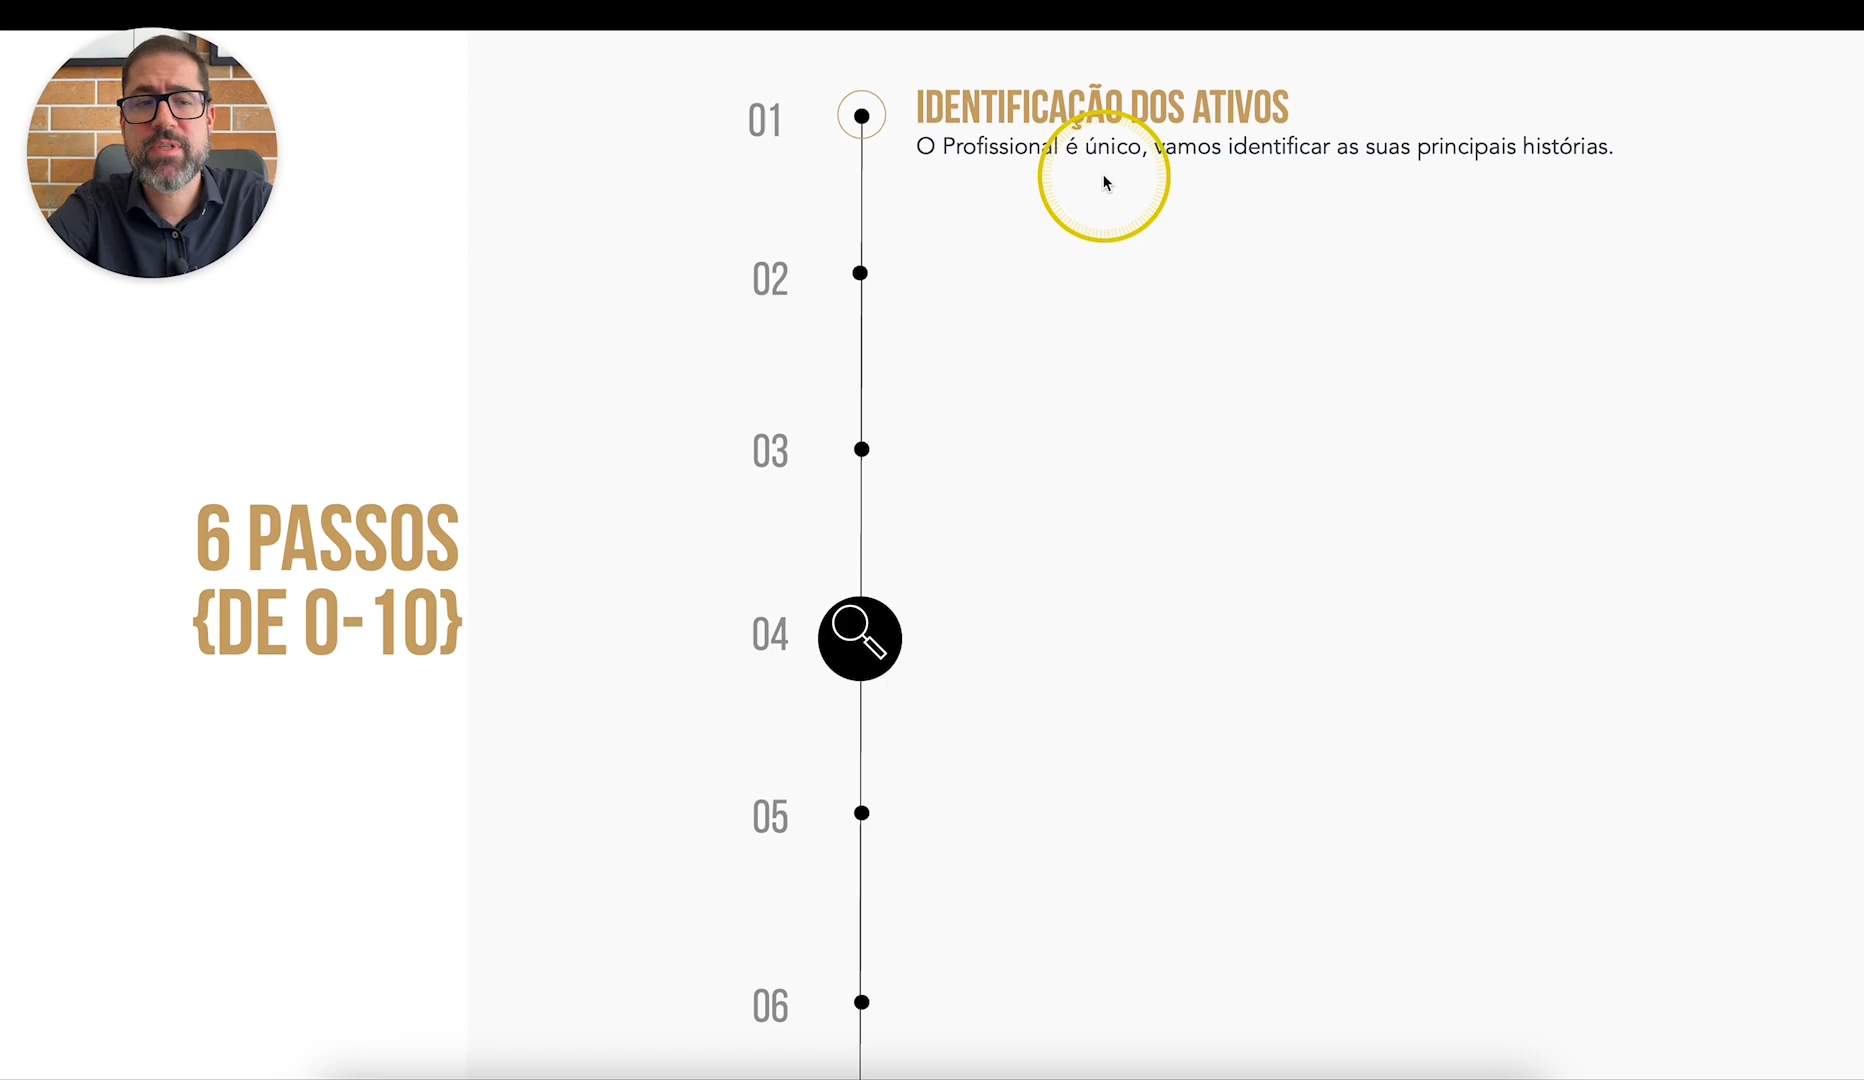 01
IDENTIFICAÇÃO DOS ATIVOS
O Profissional é único, vamos identificar as suas principais histórias.
02
03
6 PASSOS
{DE 0-10}
04
05
06